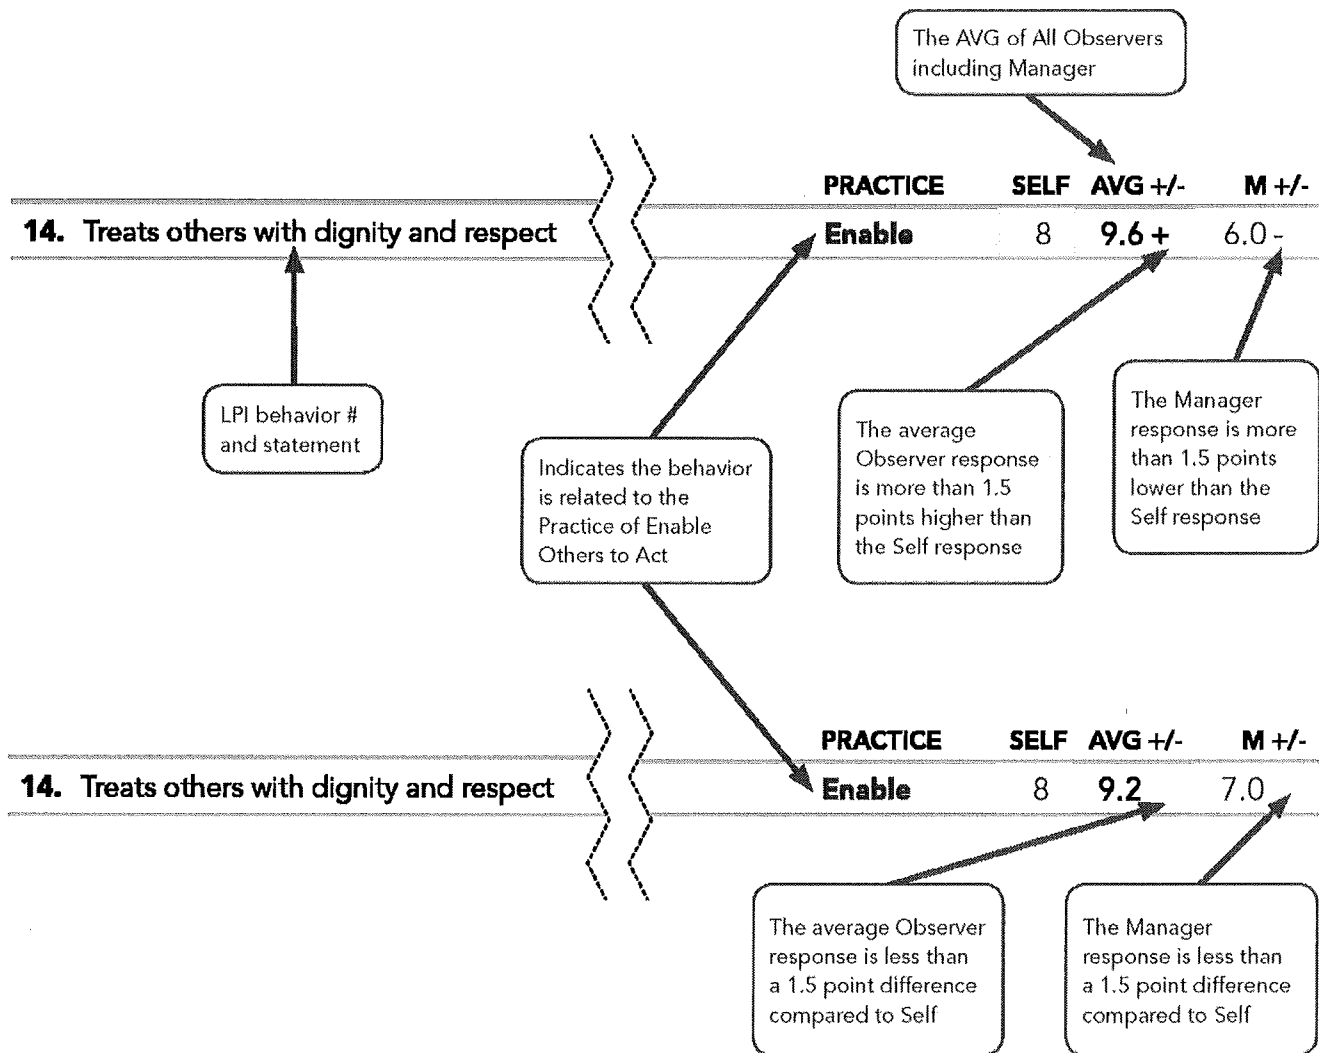 The AVG of All Observers
including Manager
PRACTICE SELF AVG +/- M +/-
14. Treats others with dignity and respect Enable 8 9.6 + 6.0 -
LPI behavior #
and statement
Indicates the behavior
is related to the
Practice of Enable
Others to Act
The average
Observer response
is more than 1.5
points higher than
the Self response
The Manager
response is more
than 1.5 points
lower than the
Self response
PRACTICE SELF AVG +/- M +/-
14. Treats others with dignity and respect Enable 8 9.2 7.0
The average Observer
response is less than
a 1.5 point difference
compared to Self
The Manager
response is less than
a 1.5 point difference
compared to Self